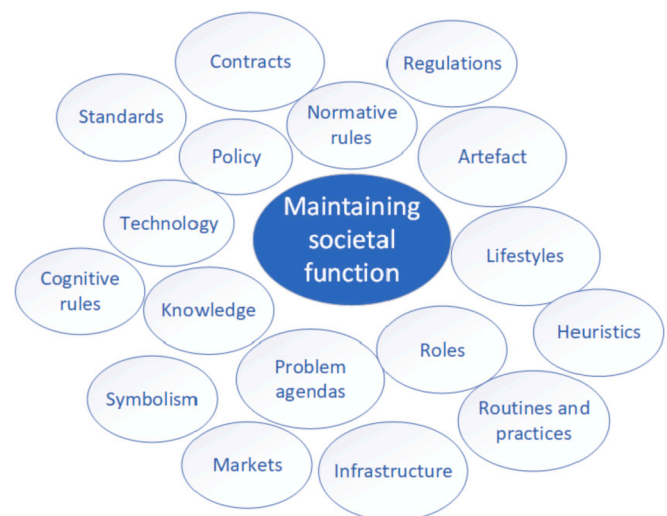 Contracts
Regulations
Standards
Normative
rules
Policy
Artefact
Maintaining
societal
function
Technology
Lifestyles
Cognitive
rules
Knowledge
Heuristics
Roles
Problem
agendas
Symbolism
Routines and
practices
Markets
Infrastructure